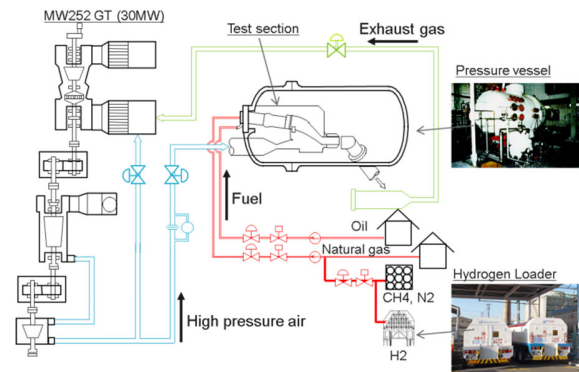 MW252 GT (30MW)
Test section
Exhaust gas
Pressure vessel
Fuel
Oil
Natural gas
Hydrogen Loader
High pressure air
CH4, N2
H2